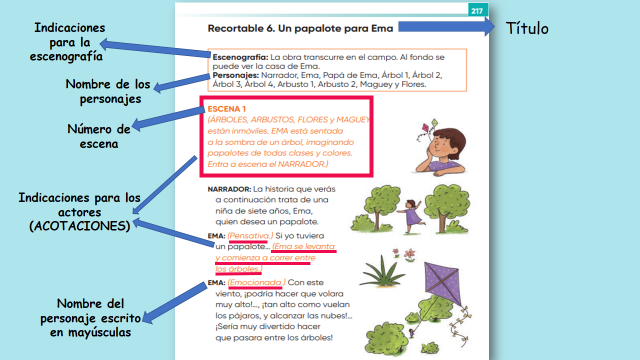 217
Recortable 6. Un papalote para Ema
Título
Indicaciones
para la
escenografía
Escenografía: La obra transcurre en el campo. Al fondo se
puede ver la casa de Ema.
Personajes: Narrador, Ema, Papá de Ema, Árbol 1, Árbol 2,
Árbol 3, Árbol 4, Arbusto 1, Arbusto 2, Maguey y Flores.
Nombre de los
personajes
Número de
escena
ESCENA 1
(ÁRBOLES, ARBUSTOS, FLORES y MAGUEY
están inmóviles. EMA está sentada
a la sombra de un árbol, imaginando
papalotes de todas clases y colores.
Entra a escena el NARRADOR.)
Indicaciones para los
actores
(ACOTACIONES)
NARRADOR: La historia que verás
a continuación trata de una
niña de siete años, Ema,
quien desea un papalote.
EMA: (Pensativa.) Si yo tuviera
un papalote... (Ema se levanta
y comienza a correr entre
los árboles.)
Nombre del
personaje escrito
en mayúsculas
EMA: (Emocionada.) Con este
viento, ¡podría hacer que volara
muy alto!..., ¡tan alto como vuelan
los pájaros, y alcanzar las nubes!...
¡Sería muy divertido hacer
que pasara entre los árboles!